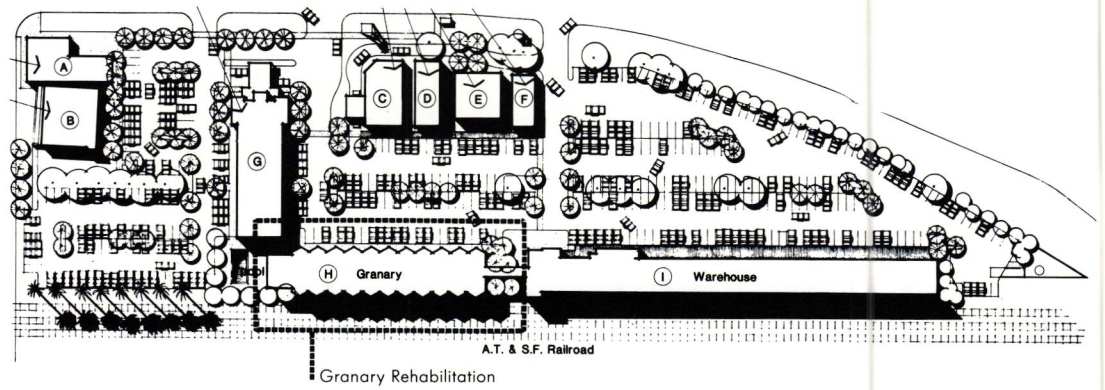 A
B
C
D
E
F
G
H Granary
I Warehouse
A.T. & S.F. Railroad
Granary Rehabilitation